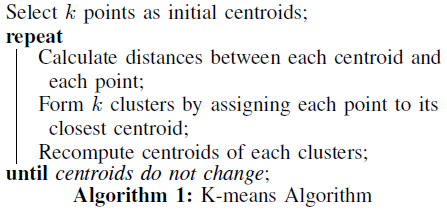 Select k points as initial centroids;
repeat
Calculate distances between each centroid and
each point;
Form k clusters by assigning each point to its
closest centroid;
Recompute centroids of each clusters;
until centroids do not change;
Algorithm 1: K-means Algorithm